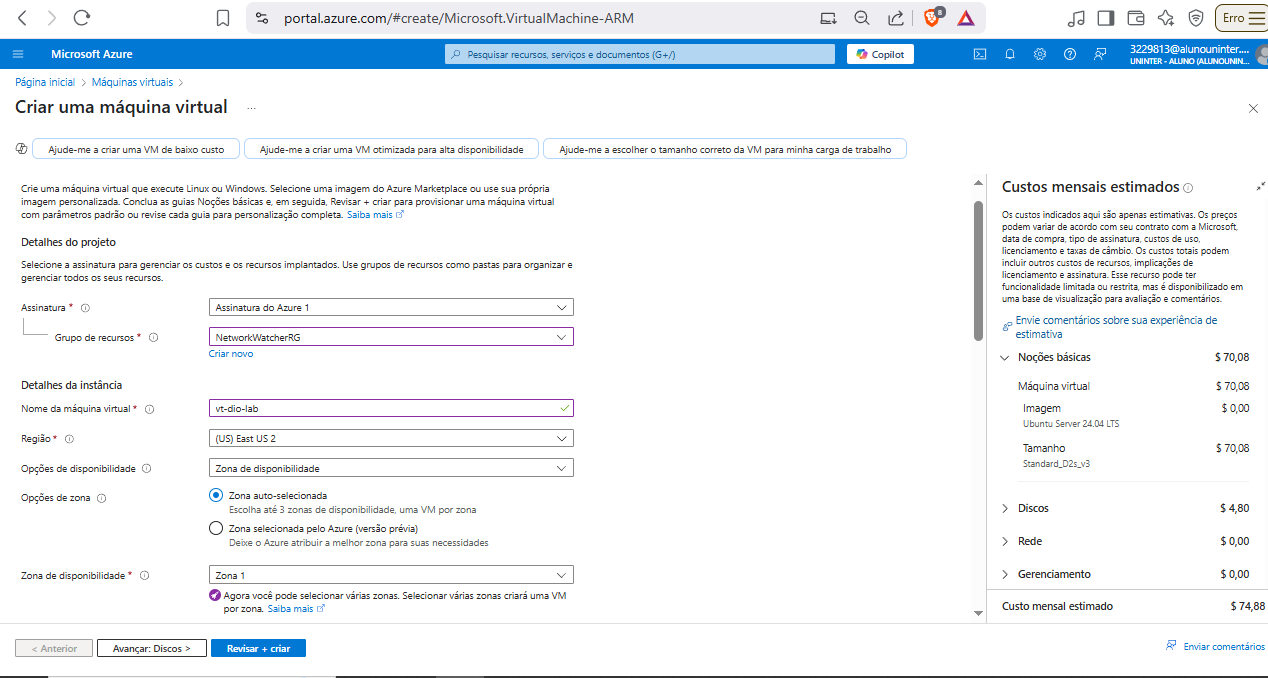 portal.azure.com/#create/Microsoft.VirtualMachine-ARM
8
Erro
Microsoft Azure
Pesquisar recursos, serviços e documentos (G+/)
Copilot
3229813@alunouninter....
UNINTER - ALUNO (ALUNOUNIN...
Página inicial > Máquinas virtuais >
Criar uma máquina virtual ...
Ajude-me a criar uma VM de baixo custo
Ajude-me a criar uma VM otimizada para alta disponibilidade
Ajude-me a escolher o tamanho correto da VM para minha carga de trabalho
Crie uma máquina virtual que execute Linux ou Windows. Selecione uma imagem do Azure Marketplace ou use sua própria
imagem personalizada. Conclua as guias Noções básicas e, em seguida, Revisar + criar para provisionar uma máquina virtual
com parâmetros padrão ou revise cada guia para personalização completa. Saiba mais
Detalhes do projeto
Selecione a assinatura para gerenciar os custos e os recursos implantados. Use grupos de recursos como pastas para organizar e
gerenciar todos os seus recursos.
Assinatura *
Assinatura do Azure 1
Grupo de recursos *
NetworkWatcherRG
Criar novo
Detalhes da instância
Nome da máquina virtual *
vt-dio-lab
Região *
(US) East US 2
Opções de disponibilidade
Zona de disponibilidade
Opções de zona
Zona auto-selecionada
Escolha até 3 zonas de disponibilidade, uma VM por zona
Zona selecionada pelo Azure (versão prévia)
Deixe o Azure atribuir a melhor zona para suas necessidades
Zona de disponibilidade *
Zona 1
Agora você pode selecionar várias zonas. Selecionar várias zonas criará uma VM
por zona. Saiba mais
< Anterior
Avançar: Discos >
Revisar + criar
Custos mensais estimados
Os custos indicados aqui são apenas estimativas. Os preços
podem variar de acordo com seu contrato com a Microsoft,
data de compra, tipo de assinatura, custos de uso,
licenciamento e taxas de câmbio. Os custos totais podem
incluir outros custos de recursos, implicações de
licenciamento e assinatura. Esse recurso pode ter
funcionalidade limitada ou restrita, mas é disponibilizado em
uma base de visualização para avaliação e comentários.
Envie comentários sobre sua experiência de
estimativa
Noções básicas $ 70,08
Máquina virtual $ 70,08
Imagem $ 0,00
Ubuntu Server 24.04 LTS
Tamanho $ 70,08
Standard_D2s_v3
Discos $ 4,80
Rede $ 0,00
Gerenciamento $ 0,00
Custo mensal estimado $ 74,88
Enviar comentários